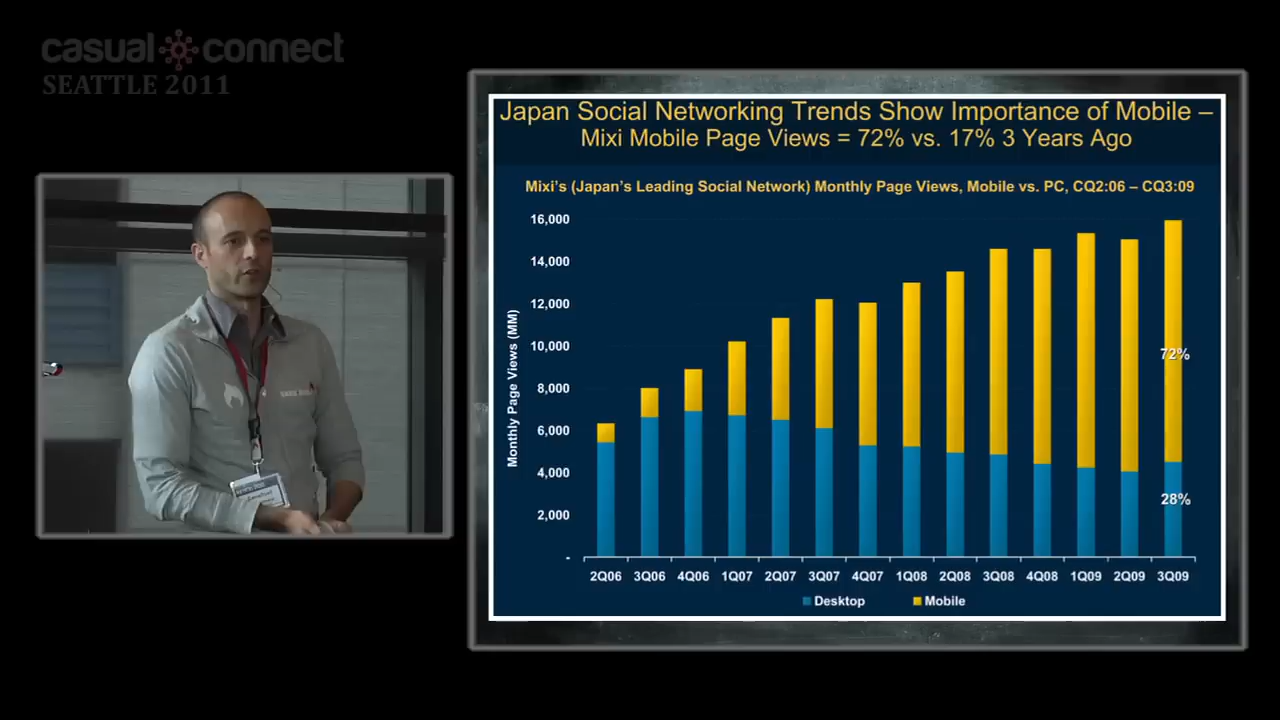 casual connect
SEATTLE 2011
Japan Social Networking Trends Show Importance of Mobile –
Mixi Mobile Page Views = 72% vs. 17% 3 Years Ago
Mixi's (Japan's Leading Social Network) Monthly Page Views, Mobile vs. PC, CQ2:06 – CQ3:09
Monthly Page Views (MM)
16,000
14,000
12,000
10,000
8,000
6,000
4,000
2,000
-
72%
28%
2Q06 3Q06 4Q06 1Q07 2Q07 3Q07 4Q07 1Q08 2Q08 3Q08 4Q08 1Q09 2Q09 3Q09
Desktop Mobile